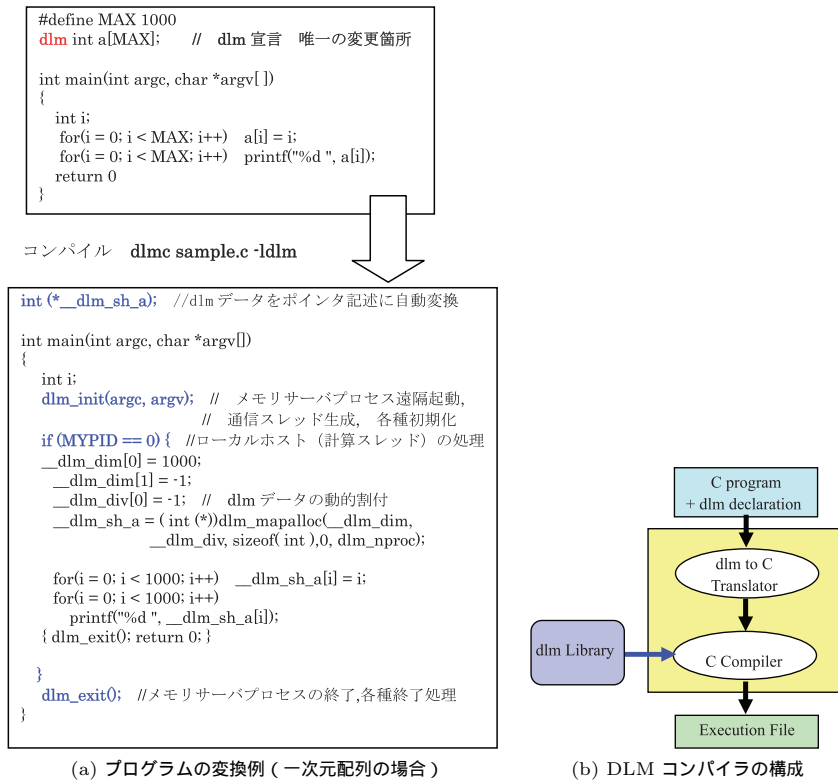 #define MAX 1000
dlm int a[MAX];　　// dlm 宣言　唯一の変更箇所
int main(int argc, char *argv[ ])
{
int i;
for(i = 0; i < MAX; i++)　a[i] = i;
for(i = 0; i < MAX; i++)　printf("%d ", a[i]);
return 0
}
コンパイル　dlmc sample.c -ldlm
int (*__dlm_sh_a);　//dlm データをポインタ記述に自動変換
int main(int argc, char *argv[])
{
int i;
dlm_init(argc, argv);　//　メモリサーバプロセス遠隔起動,
//　通信スレッド生成,　各種初期化
if (MYPID == 0) {　//ローカルホスト（計算スレッド）の処理
__dlm_dim[0] = 1000;
__dlm_dim[1] = -1;
__dlm_div[0] = -1;　//　dlm データの動的割付
__dlm_sh_a = ( int (*))dlm_mapalloc(__dlm_dim,
__dlm_div, sizeof( int ),0, dlm_nproc);
for(i = 0; i < 1000; i++)　__dlm_sh_a[i] = i;
for(i = 0; i < 1000; i++)
printf("%d ", __dlm_sh_a[i]);
{ dlm_exit(); return 0; }
}
dlm_exit();　//メモリサーバプロセスの終了,各種終了処理
}
(a) プログラムの変換例（一次元配列の場合）
C program
+ dlm declaration
dlm to C
Translator
dlm Library
C Compiler
Execution File
(b) DLM コンパイラの構成